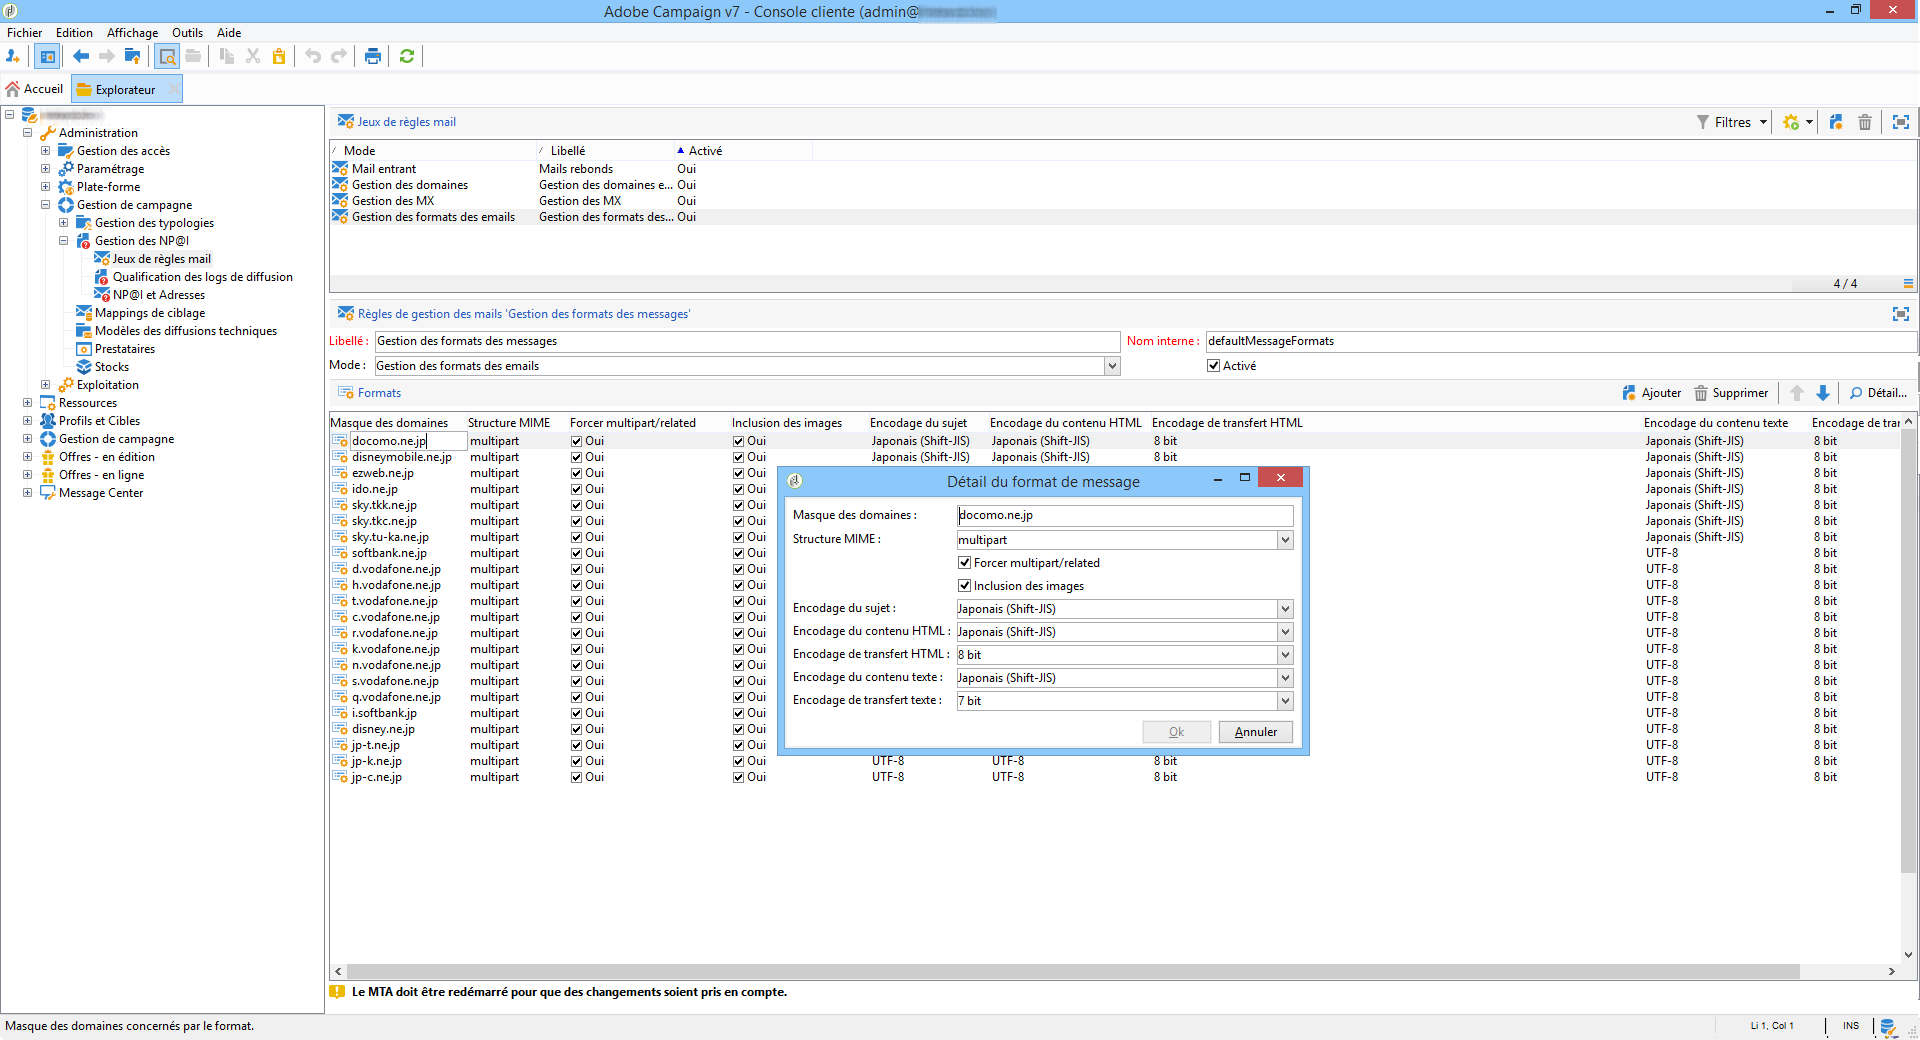 Adobe Campaign v7 - Console cliente (admin@
Fichier Edition Affichage Outils Aide
Accueil Explorateur
Administration
Gestion des accès
Paramétrage
Plate-forme
Gestion de campagne
Gestion des typologies
Gestion des NP@I
Jeux de règles mail
Qualification des logs de diffusion
NP@I et Adresses
Mappings de ciblage
Modèles des diffusions techniques
Prestataires
Stocks
Exploitation
Ressources
Profils et Cibles
Gestion de campagne
Offres - en édition
Offres - en ligne
Message Center
Jeux de règles mail Filtres
Mode Libellé Activé
Mail entrant Mails rebonds Oui
Gestion des domaines Gestion des domaines e... Oui
Gestion des MX Gestion des MX Oui
Gestion des formats des emails Gestion des formats des... Oui
4 / 4
Règles de gestion des mails 'Gestion des formats des messages'
Libellé : Gestion des formats des messages Nom interne : defaultMessageFormats
Mode : Gestion des formats des emails Activé
Formats Ajouter Supprimer Détail...
Masque des domaines Structure MIME Forcer multipart/related Inclusion des images Encodage du sujet Encodage du contenu HTML Encodage de transfert HTML Encodage du contenu texte Encodage de trar
docomo.ne.jp multipart Oui Oui Japonais (Shift-JIS) Japonais (Shift-JIS) 8 bit Japonais (Shift-JIS) 8 bit
disneymobile.ne.jp multipart Oui Oui Japonais (Shift-JIS) Japonais (Shift-JIS) 8 bit Japonais (Shift-JIS) 8 bit
ezweb.ne.jp multipart Oui Oui Japonais (Shift-JIS) 8 bit
ido.ne.jp multipart Oui Oui Japonais (Shift-JIS) 8 bit
sky.tkk.ne.jp multipart Oui Oui Japonais (Shift-JIS) 8 bit
sky.tkc.ne.jp multipart Oui Oui Japonais (Shift-JIS) 8 bit
sky.tu-ka.ne.jp multipart Oui Oui Japonais (Shift-JIS) 8 bit
softbank.ne.jp multipart Oui Oui UTF-8 8 bit
d.vodafone.ne.jp multipart Oui Oui UTF-8 8 bit
h.vodafone.ne.jp multipart Oui Oui UTF-8 8 bit
t.vodafone.ne.jp multipart Oui Oui UTF-8 8 bit
c.vodafone.ne.jp multipart Oui Oui UTF-8 8 bit
r.vodafone.ne.jp multipart Oui Oui UTF-8 8 bit
k.vodafone.ne.jp multipart Oui Oui UTF-8 8 bit
n.vodafone.ne.jp multipart Oui Oui UTF-8 8 bit
s.vodafone.ne.jp multipart Oui Oui UTF-8 8 bit
q.vodafone.ne.jp multipart Oui Oui UTF-8 8 bit
i.softbank.jp multipart Oui Oui UTF-8 8 bit
disney.ne.jp multipart Oui Oui UTF-8 8 bit
jp-t.ne.jp multipart Oui Oui UTF-8 8 bit
jp-k.ne.jp multipart Oui Oui UTF-8 UTF-8 8 bit UTF-8 8 bit
jp-c.ne.jp multipart Oui Oui UTF-8 UTF-8 8 bit UTF-8 8 bit
Détail du format de message
Masque des domaines : docomo.ne.jp
Structure MIME : multipart
Forcer multipart/related
Inclusion des images
Encodage du sujet : Japonais (Shift-JIS)
Encodage du contenu HTML : Japonais (Shift-JIS)
Encodage de transfert HTML : 8 bit
Encodage du contenu texte : Japonais (Shift-JIS)
Encodage de transfert texte : 7 bit
Ok Annuler
Le MTA doit être redémarré pour que des changements soient pris en compte.
Masque des domaines concernés par le format. Li 1, Col 1 INS